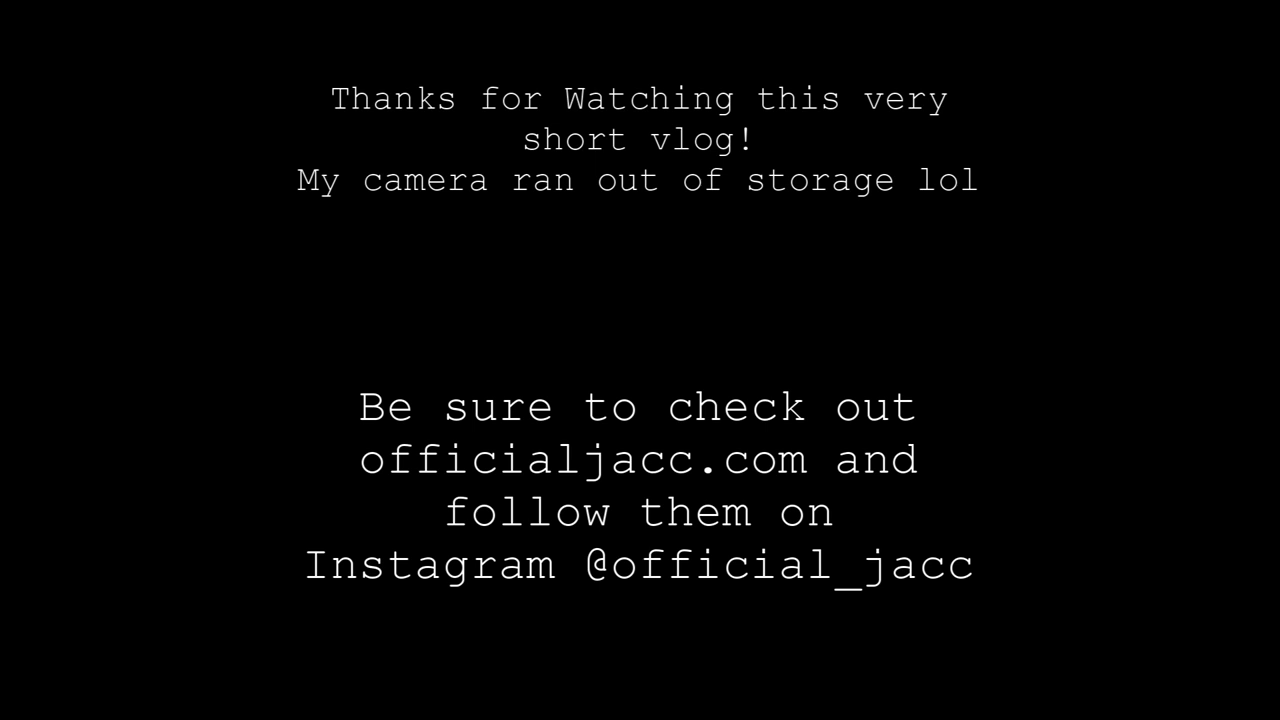 Thanks for Watching this very
short vlog!
My camera ran out of storage lol
Be sure to check out
officialjacc.com and
follow them on
Instagram @official_jacc